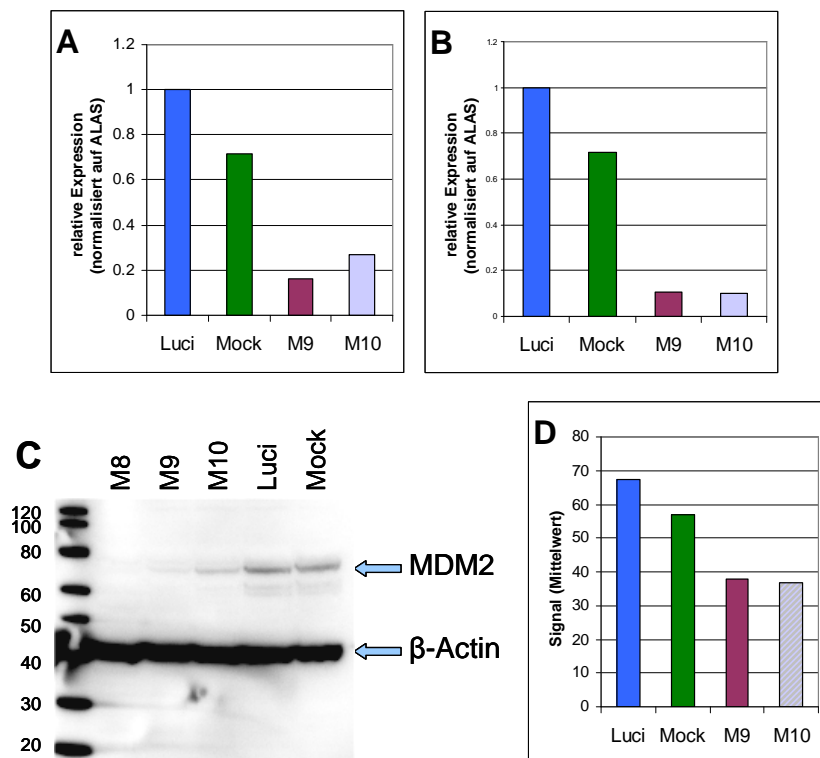 A
relative Expression
(normalisiert auf ALAS)
1.2
1
0.8
0.6
0.4
0.2
0
Luci Mock M9 M10
B
relative Expression
(normalisiert auf ALAS)
1.2
1
0.8
0.6
0.4
0.2
0
Luci Mock M9 M10
C
M8 M9 M10 Luci Mock
120
100
80
60
50
40
30
20
MDM2
β-Actin
D
Signal (Mittelwert)
80
70
60
50
40
30
20
10
0
Luci Mock M9 M10